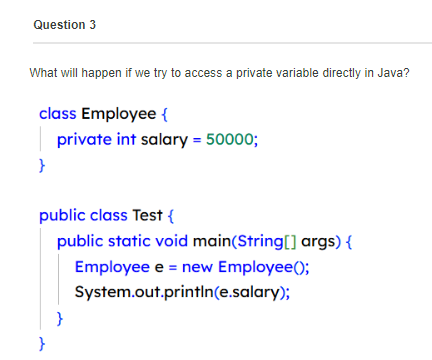 Question 3
What will happen if we try to access a private variable directly in Java?
class Employee {
private int salary = 50000;
}
public class Test {
public static void main(String[] args) {
Employee e = new Employee();
System.out.println(e.salary);
}
}